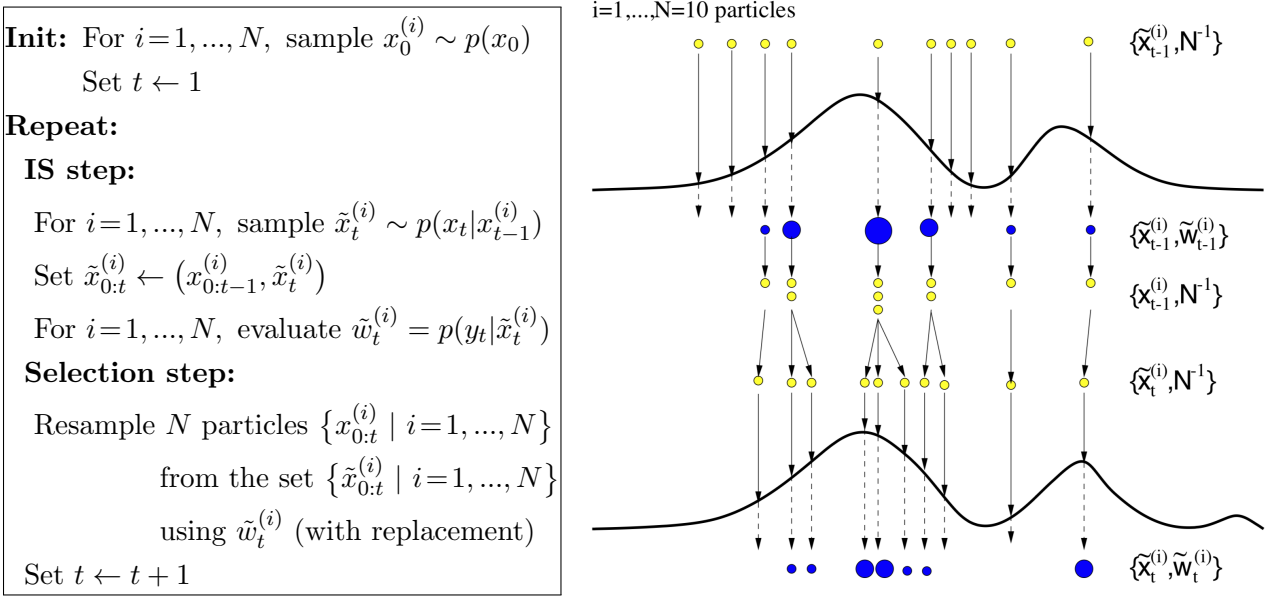 Init: For i=1, ..., N, sample x_0^{(i)} ∼ p(x_0)
Set t ← 1
Repeat:
IS step:
For i=1, ..., N, sample x̃_t^{(i)} ∼ p(x_t|x_{t-1}^{(i)})
Set x̃_{0:t}^{(i)} ← (x_{0:t-1}^{(i)}, x̃_t^{(i)})
For i=1, ..., N, evaluate w̃_t^{(i)} = p(y_t|x̃_t^{(i)})
Selection step:
Resample N particles {x_{0:t}^{(i)} | i=1, ..., N}
from the set {x̃_{0:t}^{(i)} | i=1, ..., N}
using w̃_t^{(i)} (with replacement)
Set t ← t + 1
i=1,...,N=10 particles
{x̃_{t-1}^{(i)},N^{-1}}
{x̃_{t-1}^{(i)},w̃_{t-1}^{(i)}}
{x_{t-1}^{(i)},N^{-1}}
{x̃_t^{(i)},N^{-1}}
{x̃_t^{(i)},w̃_t^{(i)}}